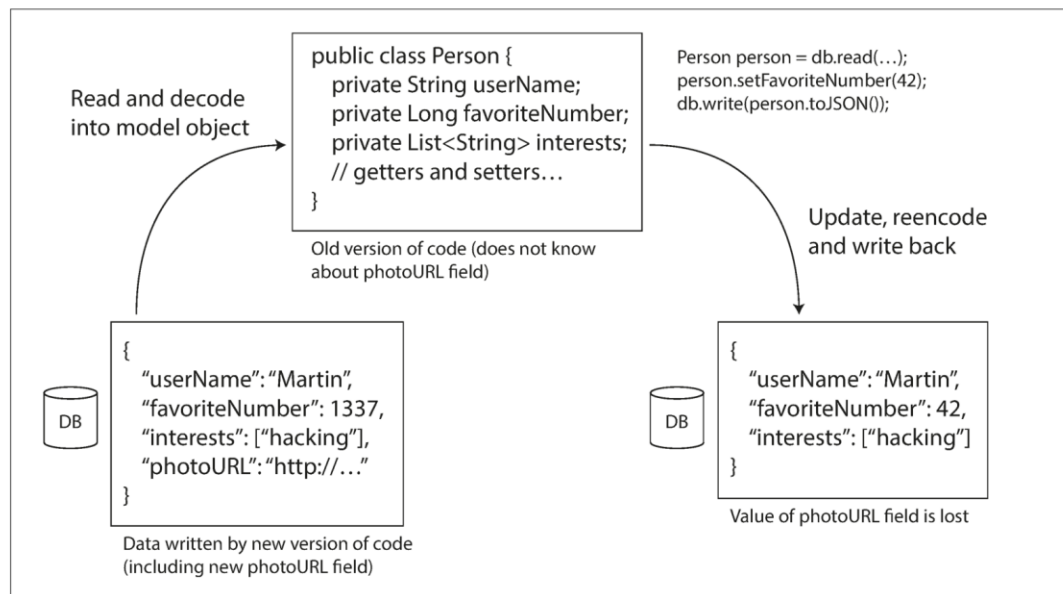 public class Person {
private String userName;
private Long favoriteNumber;
private List<String> interests;
// getters and setters…
}
Person person = db.read(…);
person.setFavoriteNumber(42);
db.write(person.toJSON());
Read and decode
into model object
Old version of code (does not know
about photoURL field)
Update, reencode
and write back
DB
{
“userName”: “Martin”,
“favoriteNumber”: 1337,
“interests”: [“hacking”],
“photoURL”: “http://…”
}
Data written by new version of code
(including new photoURL field)
DB
{
“userName”: “Martin”,
“favoriteNumber”: 42,
“interests”: [“hacking”]
}
Value of photoURL field is lost